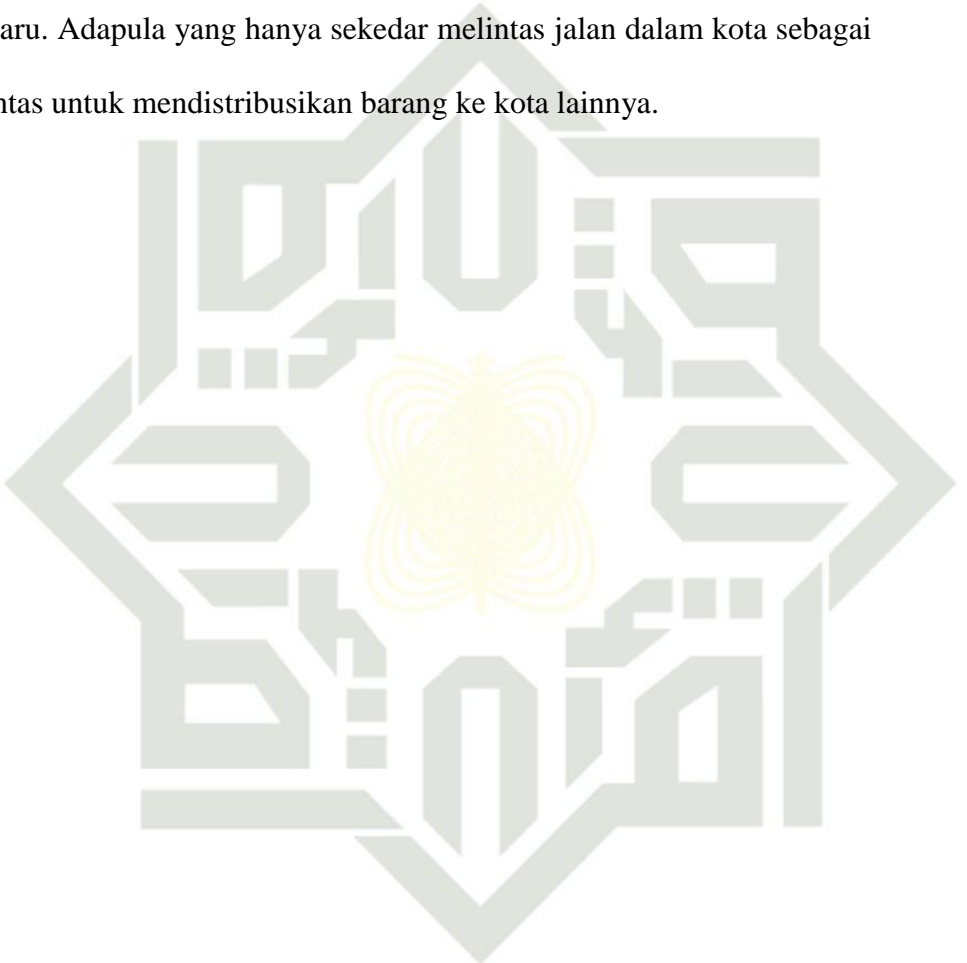 aru. Adapula yang hanya sekedar melintas jalan dalam kota sebagai
ntas untuk mendistribusikan barang ke kota lainnya.